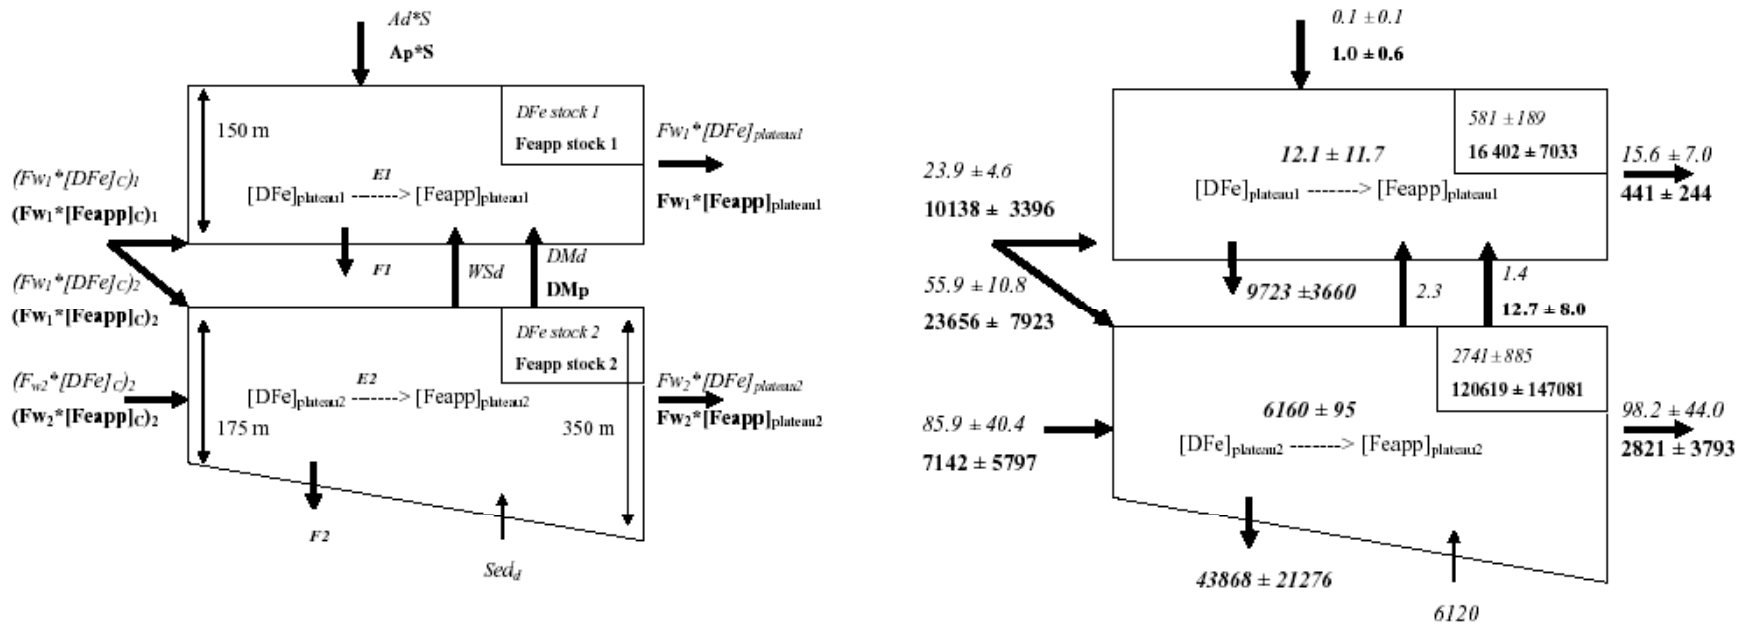 Ad*S
Ap*S
150 m
DFe stock 1
Feapp stock 1
Fw1*[DFe]plateau1
Fw1*[Feapp]plateau1
(Fw1*[DFe]C)1
(Fw1*[Feapp]C)1
E1
[DFe]plateau1 ------> [Feapp]plateau1
F1
WSd
DMd
DMp
(Fw1*[DFe]C)2
(Fw1*[Feapp]C)2
DFe stock 2
Feapp stock 2
(Fw2*[DFe]C)2
(Fw2*[Feapp]C)2
E2
[DFe]plateau2 ------> [Feapp]plateau2
175 m
350 m
Fw2*[DFe]plateau2
Fw2*[Feapp]plateau2
F2
Sedd
0.1 ± 0.1
1.0 ± 0.6
581 ± 189
16 402 ± 7033
12.1 ± 11.7
[DFe]plateau1 -------> [Feapp]plateau1
15.6 ± 7.0
441 ± 244
23.9 ± 4.6
10138 ± 3396
9723 ±3660
2.3
1.4
12.7 ± 8.0
55.9 ± 10.8
23656 ± 7923
2741 ± 885
120619 ± 147081
6160 ± 95
[DFe]plateau2 -------> [Feapp]plateau2
85.9 ± 40.4
7142 ± 5797
98.2 ± 44.0
2821 ± 3793
43868 ± 21276
6120